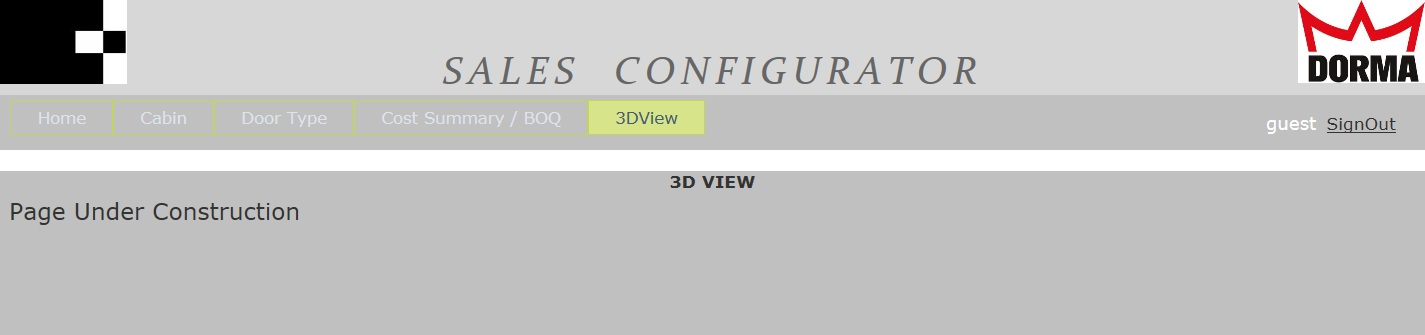 SALES CONFIGURATOR
DORMA
Home Cabin Door Type Cost Summary / BOQ 3DView
guest SignOut
3D VIEW
Page Under Construction